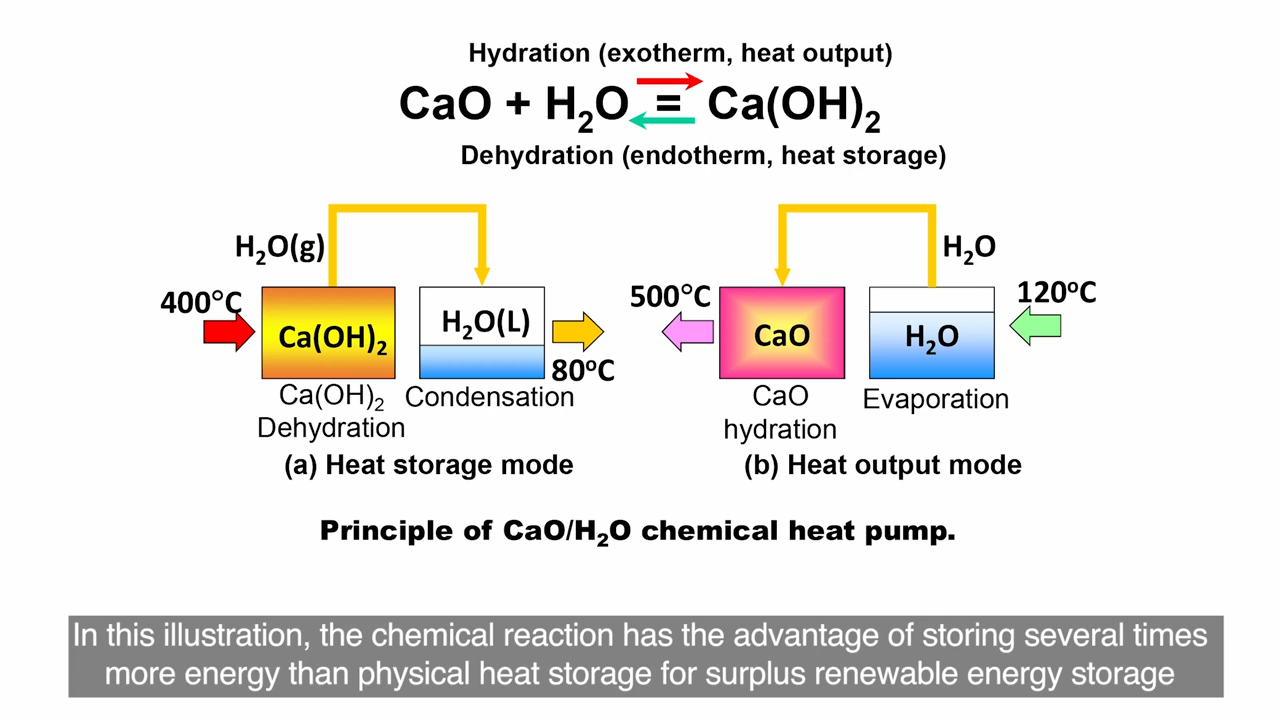 Hydration (exotherm, heat output)
CaO + H₂O = Ca(OH)₂
Dehydration (endotherm, heat storage)
H₂O(g)
400°C
Ca(OH)₂
H₂O(L)
80ºC
Ca(OH)₂
Dehydration
Condensation
(a) Heat storage mode
H₂O
500°C
CaO
H₂O
120ºC
CaO
hydration
Evaporation
(b) Heat output mode
Principle of CaO/H₂O chemical heat pump.
In this illustration, the chemical reaction has the advantage of storing several times
more energy than physical heat storage for surplus renewable energy storage